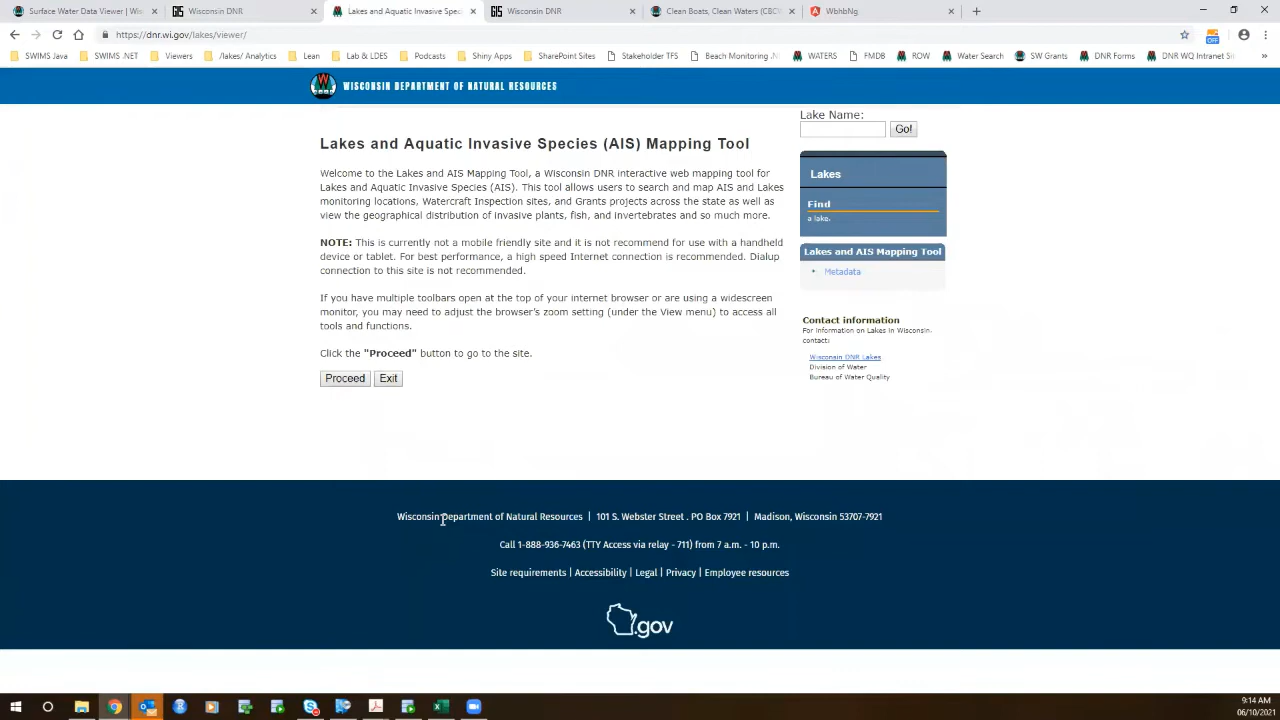 Surface Water Data Viewer | Wis
Wisconsin DNR
Lakes and Aquatic Invasive Spec
Wisconsin DNR
Clean Boats, Clean Waters (CBCW
WbhbNg
https://dnr.wi.gov/lakes/viewer/
OFF
SWIMS Java
SWIMS .NET
Viewers
/lakes/ Analytics
Lean
Lab & LDES
Podcasts
Shiny Apps
SharePoint Sites
Stakeholder TFS
Beach Monitoring .N
WATERS
FMDB
ROW
Water Search
SW Grants
DNR Forms
DNR WQ Intranet Sit
WISCONSIN DEPARTMENT OF NATURAL RESOURCES
Lakes and Aquatic Invasive Species (AIS) Mapping Tool
Welcome to the Lakes and AIS Mapping Tool, a Wisconsin DNR interactive web mapping tool for
Lakes and Aquatic Invasive Species (AIS). This tool allows users to search and map AIS and Lakes
monitoring locations, Watercraft Inspection sites, and Grants projects across the state as well as
view the geographical distribution of invasive plants, fish, and invertebrates and so much more.
NOTE: This is currently not a mobile friendly site and it is not recommended for use with a handheld
device or tablet. For best performance, a high speed Internet connection is recommended. Dialup
connection to this site is not recommended.
If you have multiple toolbars open at the top of your internet browser or are using a widescreen
monitor, you may need to adjust the browser's zoom setting (under the View menu) to access all
tools and functions.
Click the "Proceed" button to go to the site.
Proceed
Exit
Lake Name:
Go!
Lakes
Find
a lake.
Lakes and AIS Mapping Tool
Metadata
Contact information
For information on Lakes in Wisconsin,
contact:
Wisconsin DNR Lakes
Division of Water
Bureau of Water Quality
Wisconsin Department of Natural Resources | 101 S. Webster Street . PO Box 7921 | Madison, Wisconsin 53707-7921
Call 1-888-936-7463 (TTY Access via relay - 711) from 7 a.m. - 10 p.m.
Site requirements | Accessibility | Legal | Privacy | Employee resources
.gov
9:14 AM
06/10/2021